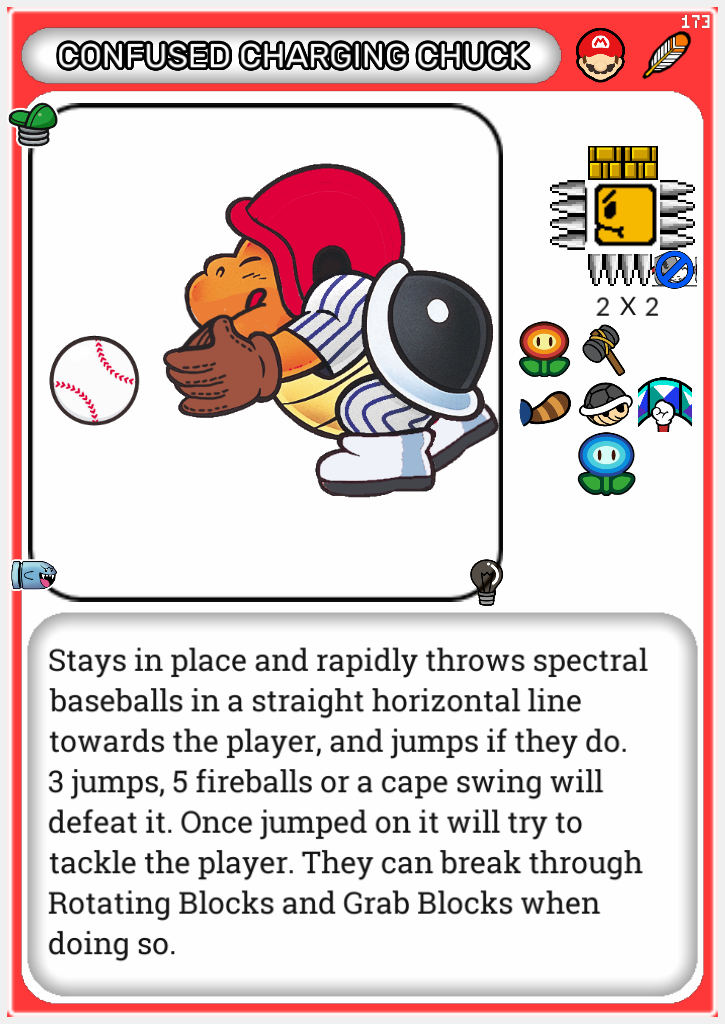 173
CONFUSED CHARGING CHUCK
M
2 X 2
Stays in place and rapidly throws spectral
baseballs in a straight horizontal line
towards the player, and jumps if they do.
3 jumps, 5 fireballs or a cape swing will
defeat it. Once jumped on it will try to
tackle the player. They can break through
Rotating Blocks and Grab Blocks when
doing so.